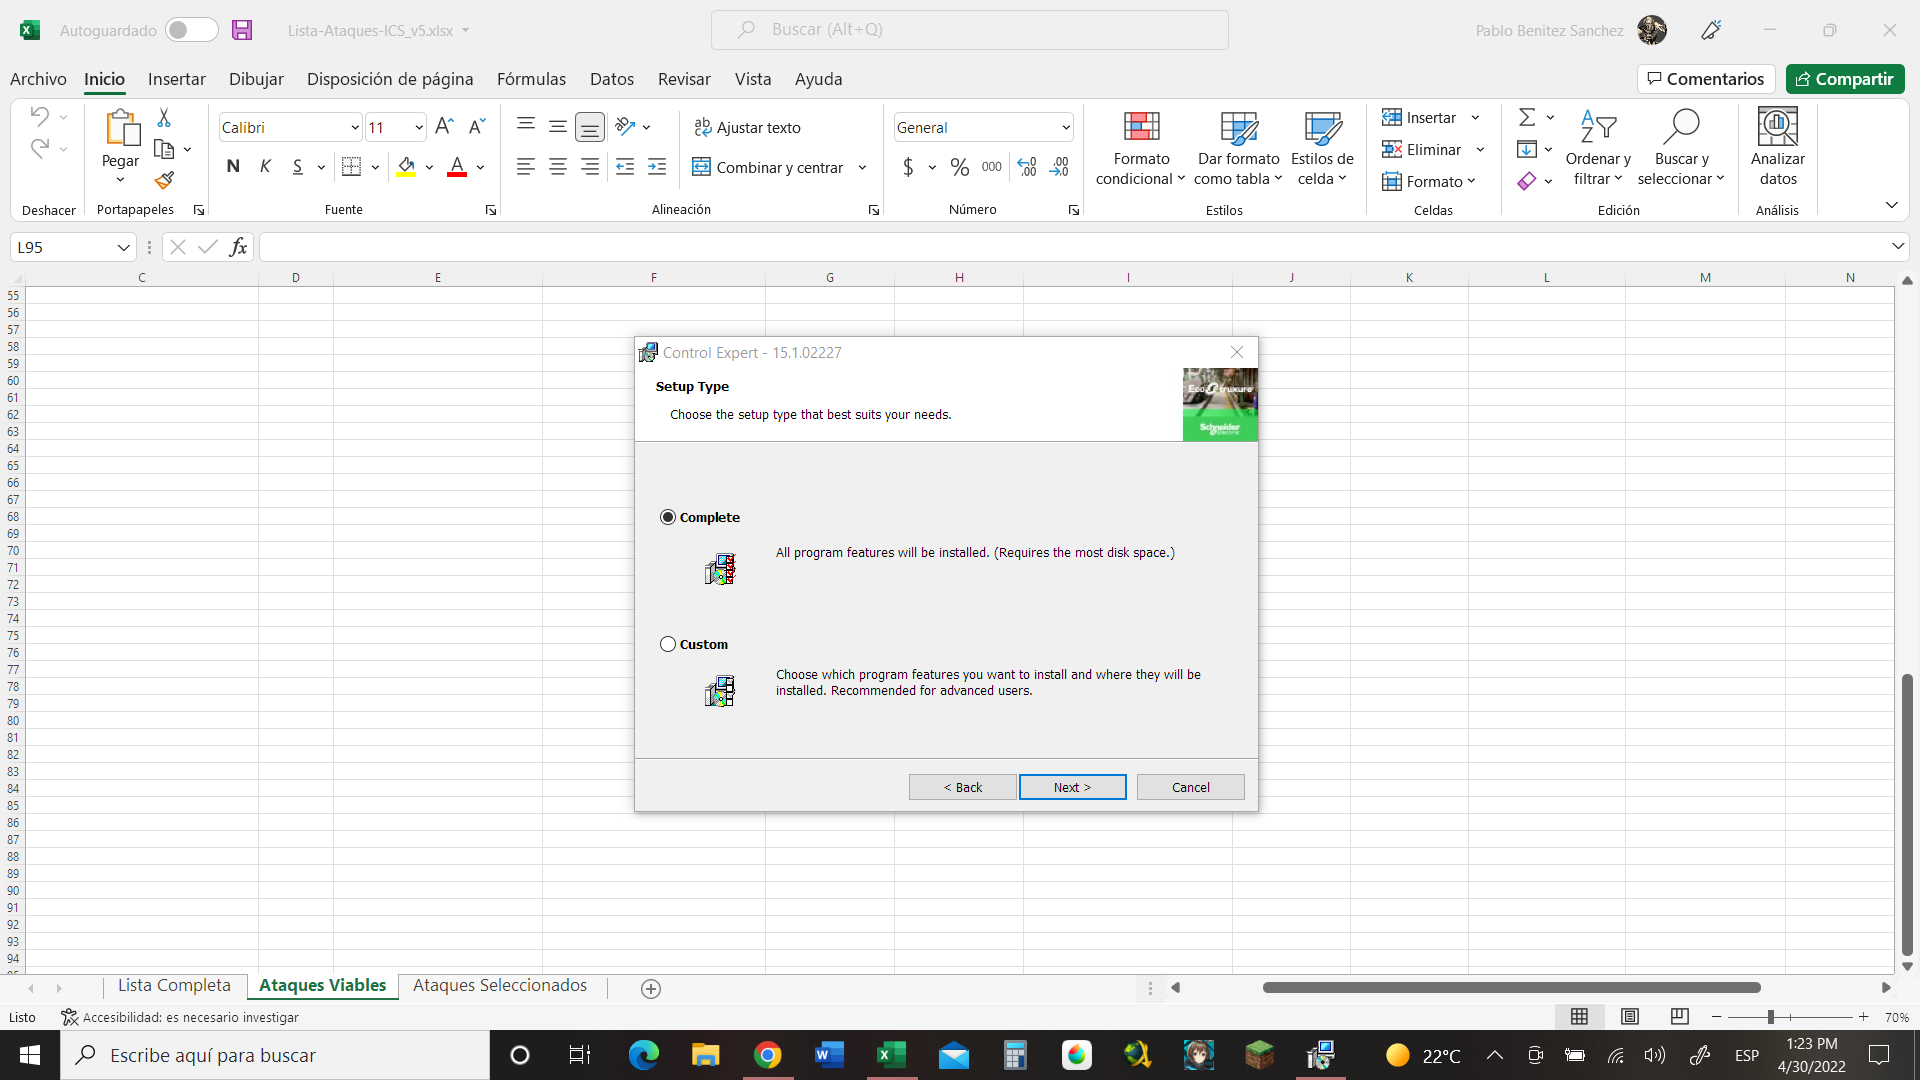 Autoguardado
Lista-Ataques-ICS_v5.xlsx
Buscar (Alt+Q)
Pablo Benitez Sanchez
Archivo Inicio Insertar Dibujar Disposición de página Fórmulas Datos Revisar Vista Ayuda
Comentarios
Compartir
Calibri
11
Ajustar texto
General
Insertar
Pegar
N K S
Combinar y centrar
$ % 000
Formato condicional
Dar formato como tabla
Estilos de celda
Eliminar
Formato
Ordenar y filtrar
Buscar y seleccionar
Analizar datos
Deshacer
Portapapeles
Fuente
Alineación
Número
Estilos
Celdas
Edición
Análisis
L95
fx
C D E F G H I J K L M N
55
56
57
58
59
60
61
62
63
64
65
66
67
68
69
70
71
72
73
74
75
76
77
78
79
80
81
82
83
84
85
86
87
88
89
90
91
92
93
94
Control Expert - 15.1.02227
Setup Type
Choose the setup type that best suits your needs.
EcoStruxure
Schneider
Electric
Complete
All program features will be installed. (Requires the most disk space.)
Custom
Choose which program features you want to install and where they will be
installed. Recommended for advanced users.
< Back
Next >
Cancel
Lista Completa
Ataques Viables
Ataques Seleccionados
Listo
Accesibilidad: es necesario investigar
70%
Escribe aquí para buscar
22°C
ESP
1:23 PM
4/30/2022